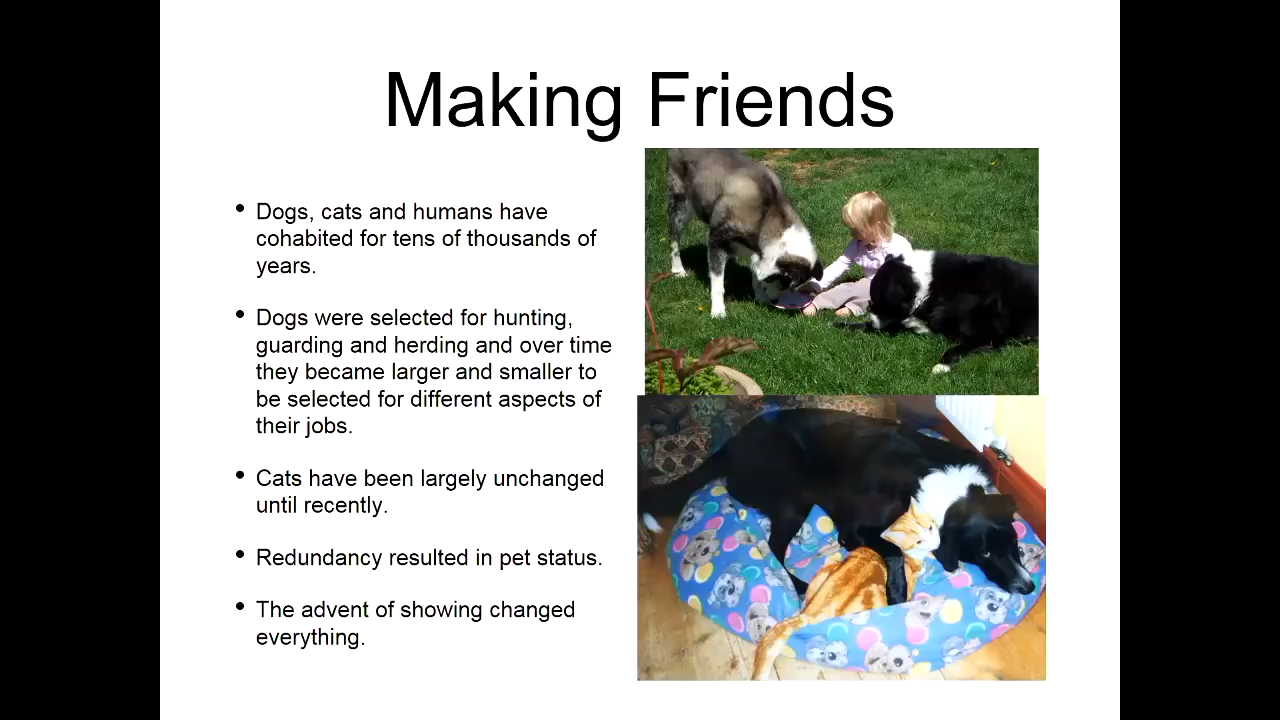 Making Friends
• Dogs, cats and humans have
cohabited for tens of thousands of
years.
• Dogs were selected for hunting,
guarding and herding and over time
they became larger and smaller to
be selected for different aspects of
their jobs.
• Cats have been largely unchanged
until recently.
• Redundancy resulted in pet status.
• The advent of showing changed
everything.